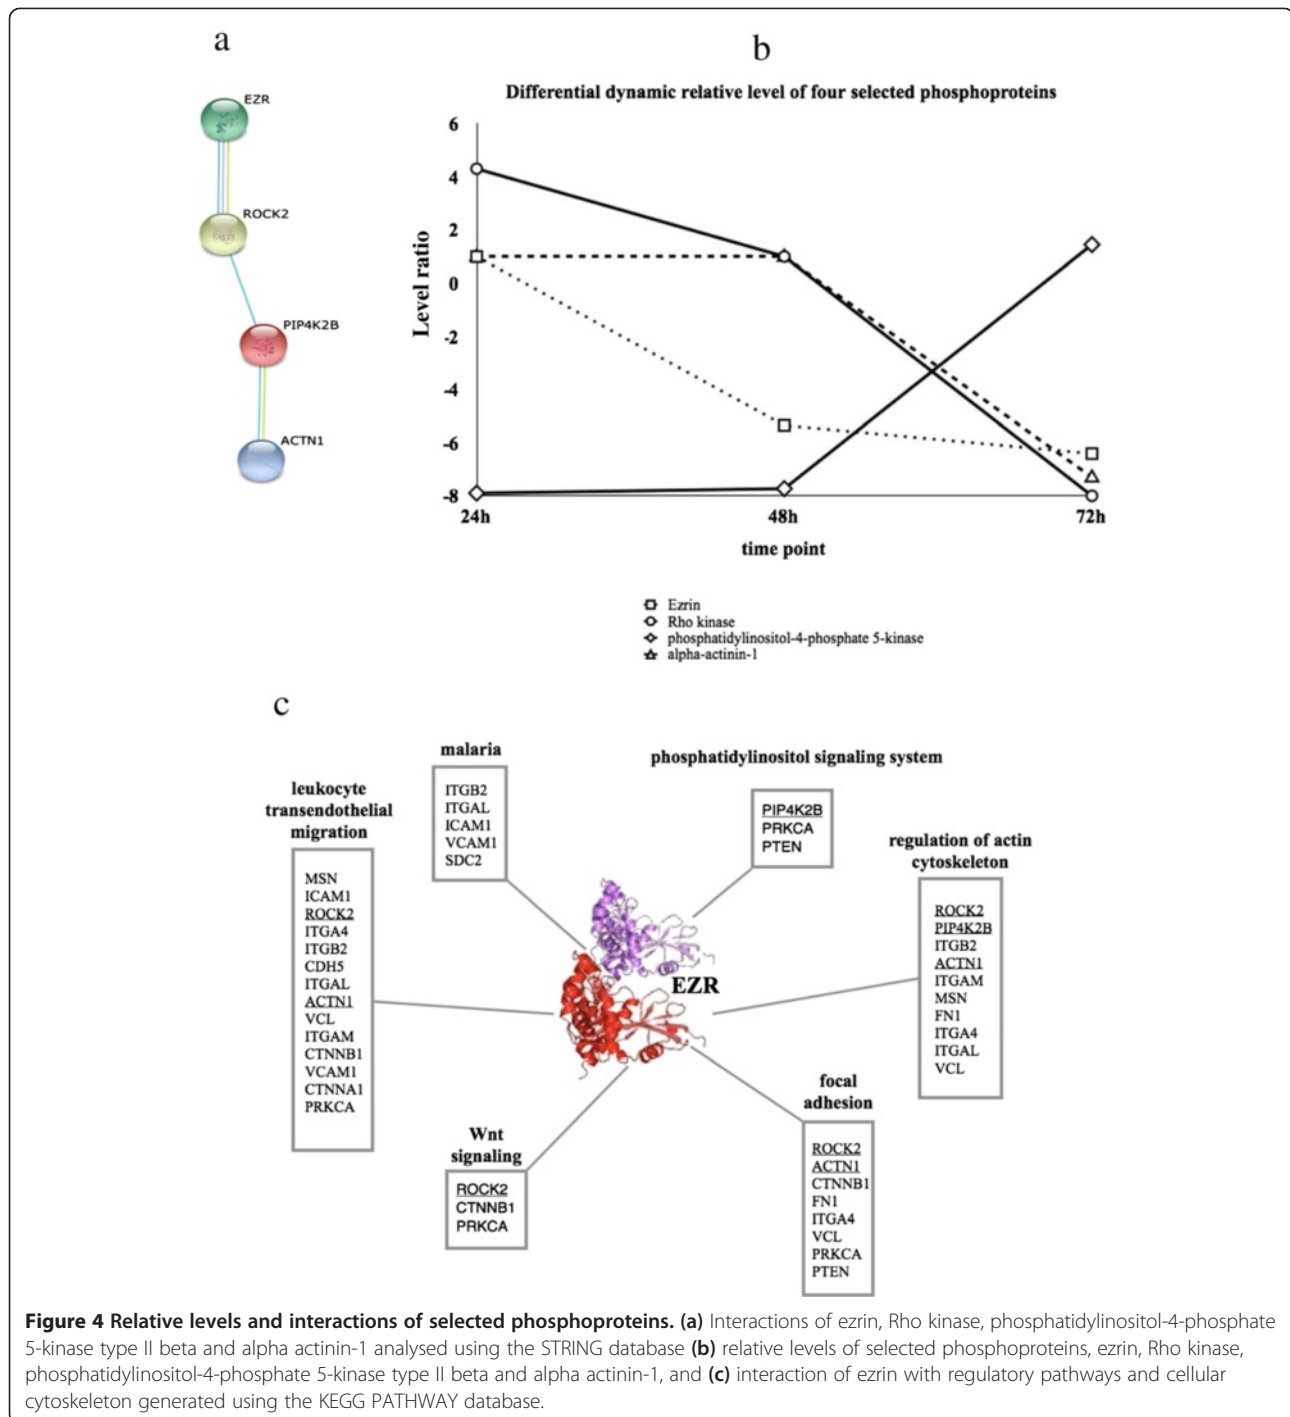 a
EZR
ROCK2
PIP4K2B
ACTN1
b
Differential dynamic relative level of four selected phosphoproteins
6
4
2
0
-2
-4
-6
-8
Level ratio
24h
48h
72h
time point
Ezrin
Rho kinase
phosphatidylinositol-4-phosphate 5-kinase
alpha-actinin-1
c
leukocyte
transendothelial
migration
MSN
ICAM1
ROCK2
ITGA4
ITGB2
CDH5
ITGAL
ACTN1
VCL
ITGAM
CTNNB1
VCAM1
CTNNA1
PRKCA
malaria
ITGB2
ITGAL
ICAM1
VCAM1
SDC2
phosphatidylinositol signaling system
PIP4K2B
PRKCA
PTEN
regulation of actin
cytoskeleton
ROCK2
PIP4K2B
ITGB2
ACTN1
ITGAM
MSN
FN1
ITGA4
ITGAL
VCL
EZR
Wnt
signaling
ROCK2
CTNNB1
PRKCA
focal
adhesion
ROCK2
ACTN1
CTNNB1
FN1
ITGA4
VCL
PRKCA
PTEN
Figure 4 Relative levels and interactions of selected phosphoproteins. (a) Interactions of ezrin, Rho kinase, phosphatidylinositol-4-phosphate
5-kinase type II beta and alpha actinin-1 analysed using the STRING database (b) relative levels of selected phosphoproteins, ezrin, Rho kinase,
phosphatidylinositol-4-phosphate 5-kinase type II beta and alpha actinin-1, and (c) interaction of ezrin with regulatory pathways and cellular
cytoskeleton generated using the KEGG PATHWAY database.